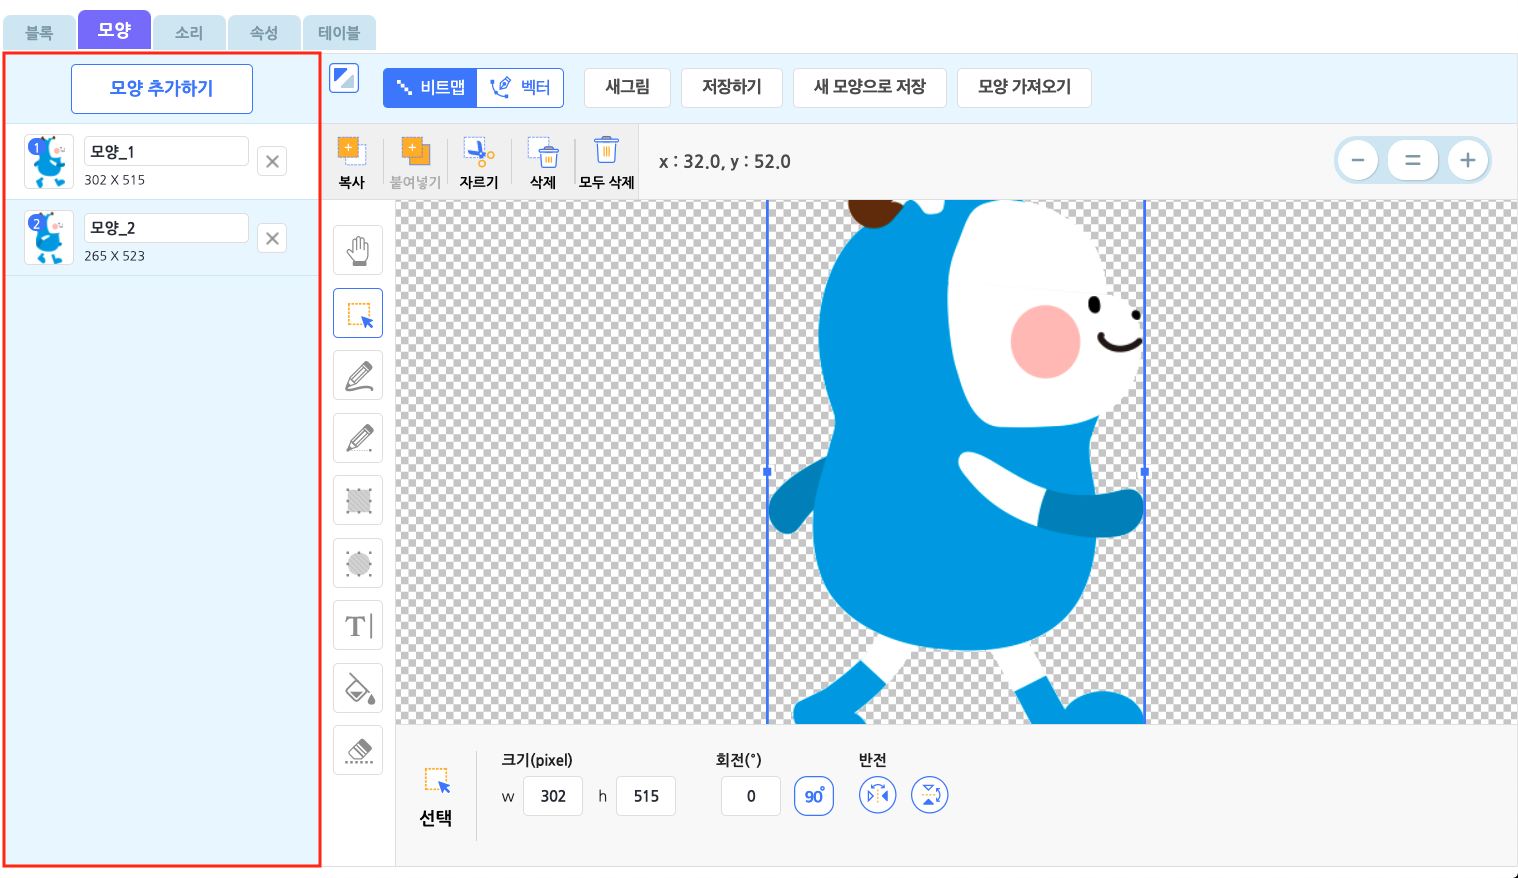 블록 모양 소리 속성 테이블
모양 추가하기
비트맵 벡터 새그림 저장하기 새 모양으로 저장 모양 가져오기
1
모양_1
302 X 515
2
모양_2
265 X 523
복사 붙여넣기 자르기 삭제 모두 삭제
x : 32.0, y : 52.0
T
선택
크기(pixel) 회전(°) 반전
w 302 h 515 0 90°